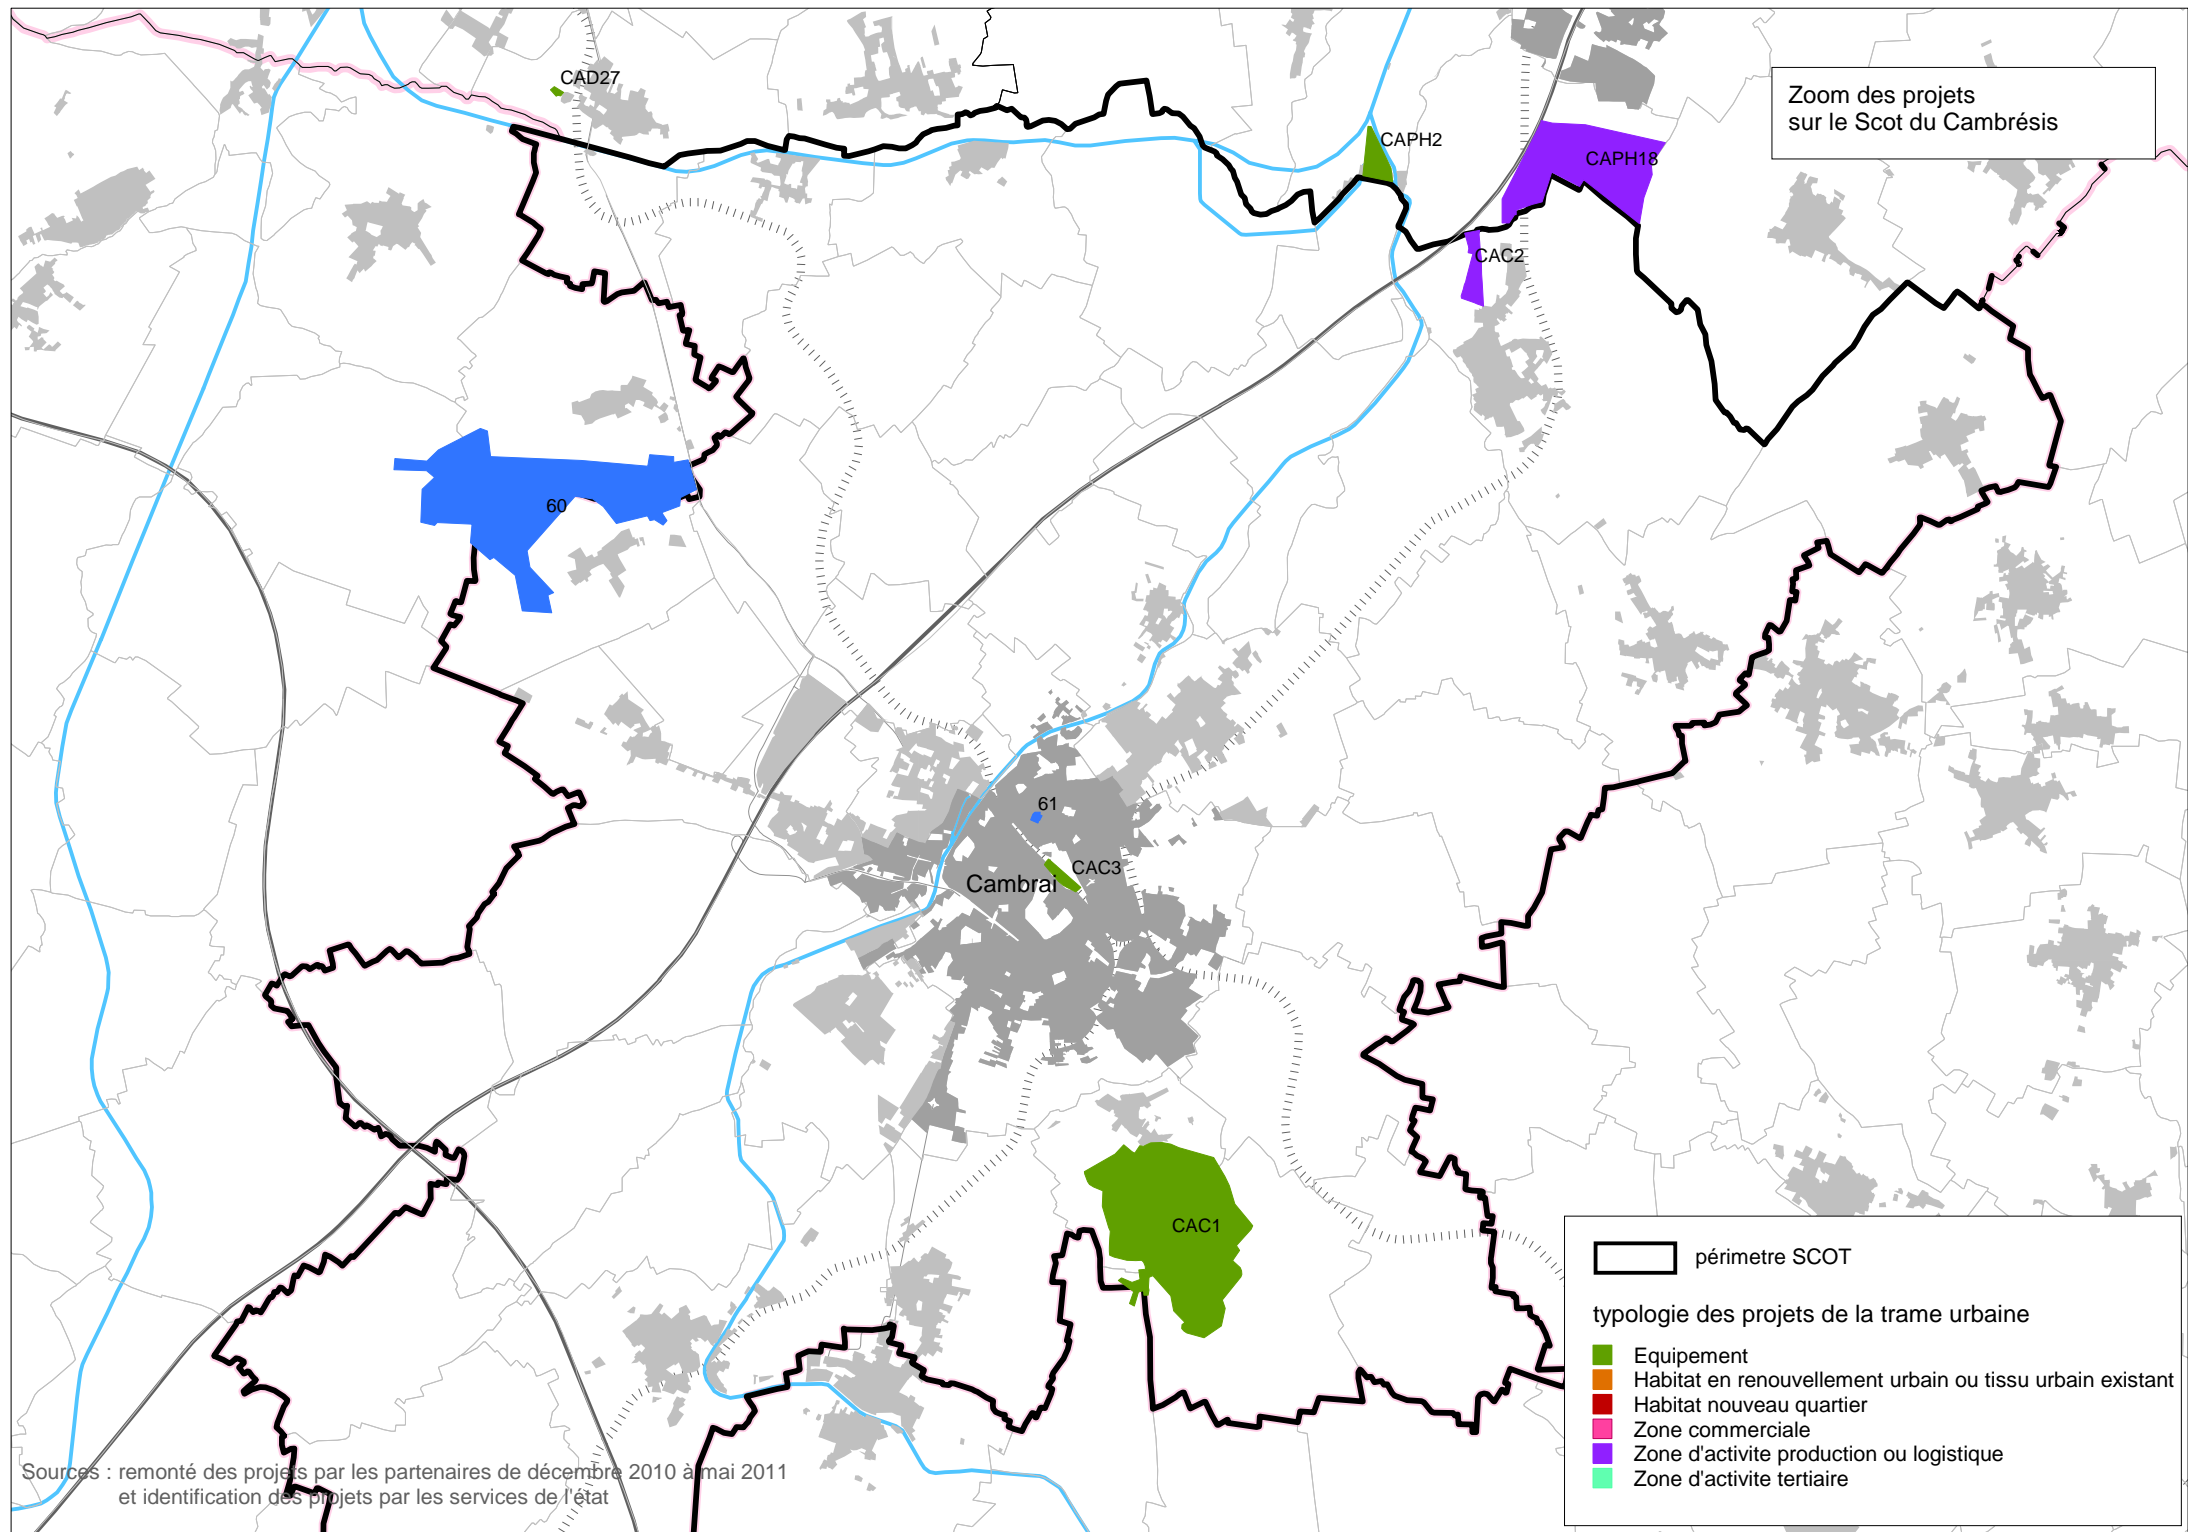 CAD27
Zoom des projets
sur le Scot du Cambrésis
CAPH2
CAPH18
CAC2
60
61
CAC3
Cambrai
CAC1
périmetre SCOT
typologie des projets de la trame urbaine
Equipement
Habitat en renouvellement urbain ou tissu urbain existant
Habitat nouveau quartier
Zone commerciale
Zone d'activite production ou logistique
Zone d'activite tertiaire
Sources : remonté des projets par les partenaires de décembre 2010 à mai 2011
et identification des projets par les services de l'état